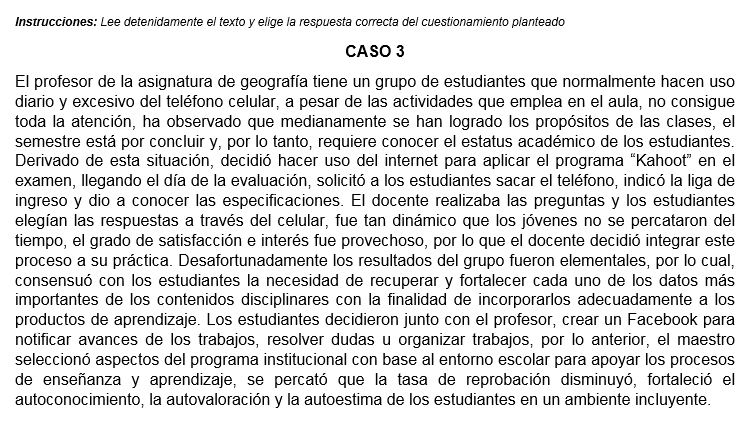 Instrucciones: Lee detenidamente el texto y elige la respuesta correcta del cuestionamiento planteado
CASO 3
El profesor de la asignatura de geografía tiene un grupo de estudiantes que normalmente hacen uso
diario y excesivo del teléfono celular, a pesar de las actividades que emplea en el aula, no consigue
toda la atención, ha observado que medianamente se han logrado los propósitos de las clases, el
semestre está por concluir y, por lo tanto, requiere conocer el estatus académico de los estudiantes.
Derivado de esta situación, decidió hacer uso del internet para aplicar el programa “Kahoot” en el
examen, llegando el día de la evaluación, solicitó a los estudiantes sacar el teléfono, indicó la liga de
ingreso y dio a conocer las especificaciones. El docente realizaba las preguntas y los estudiantes
elegían las respuestas a través del celular, fue tan dinámico que los jóvenes no se percataron del
tiempo, el grado de satisfacción e interés fue provechoso, por lo que el docente decidió integrar este
proceso a su práctica. Desafortunadamente los resultados del grupo fueron elementales, por lo cual,
consensuó con los estudiantes la necesidad de recuperar y fortalecer cada uno de los datos más
importantes de los contenidos disciplinares con la finalidad de incorporarlos adecuadamente a los
productos de aprendizaje. Los estudiantes decidieron junto con el profesor, crear un Facebook para
notificar avances de los trabajos, resolver dudas u organizar trabajos, por lo anterior, el maestro
seleccionó aspectos del programa institucional con base al entorno escolar para apoyar los procesos
de enseñanza y aprendizaje, se percató que la tasa de reprobación disminuyó, fortaleció el
autoconocimiento, la autovaloración y la autoestima de los estudiantes en un ambiente incluyente.